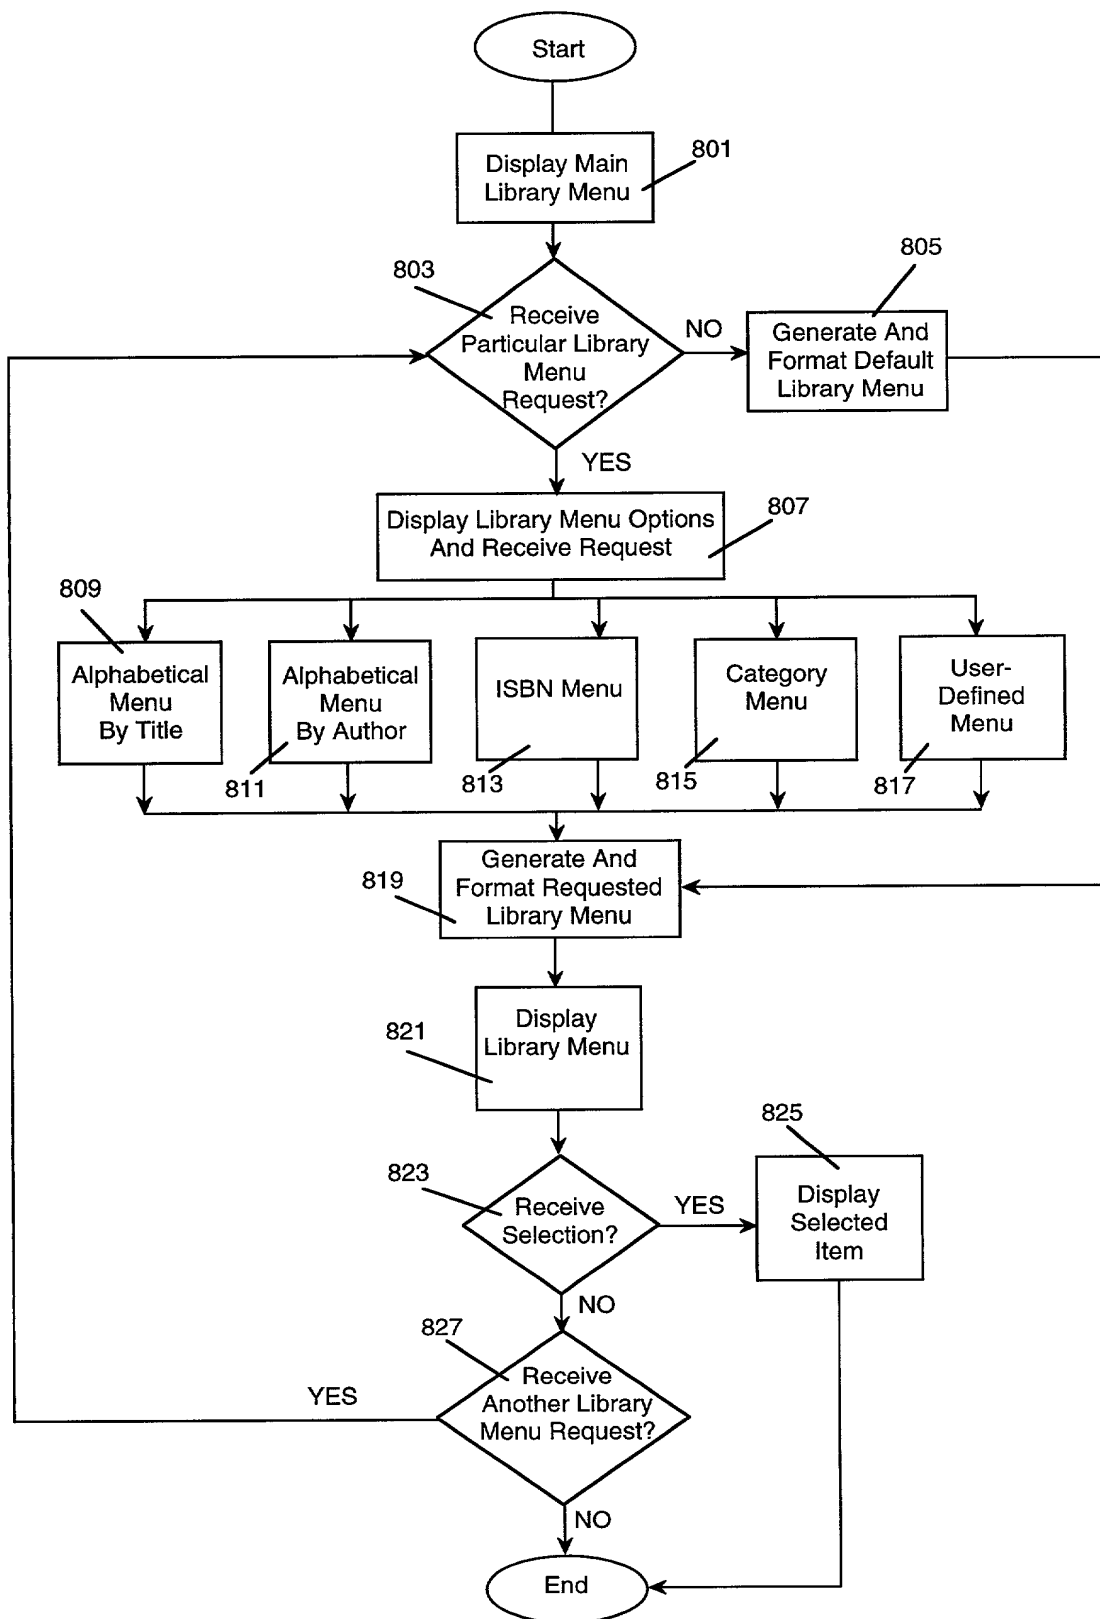 Start
Display Main
Library Menu
801
803
805
Receive
Particular Library
Menu
Request?
NO
Generate And
Format Default
Library Menu
YES
Display Library Menu Options
And Receive Request
807
809
Alphabetical
Menu
By Title
Alphabetical
Menu
By Author
ISBN Menu
Category
Menu
User-
Defined
Menu
811
813
815
817
Generate And
Format Requested
Library Menu
819
Display
Library Menu
821
823
Receive
Selection?
YES
825
Display
Selected
Item
NO
827
Receive
Another Library
Menu Request?
YES
NO
End